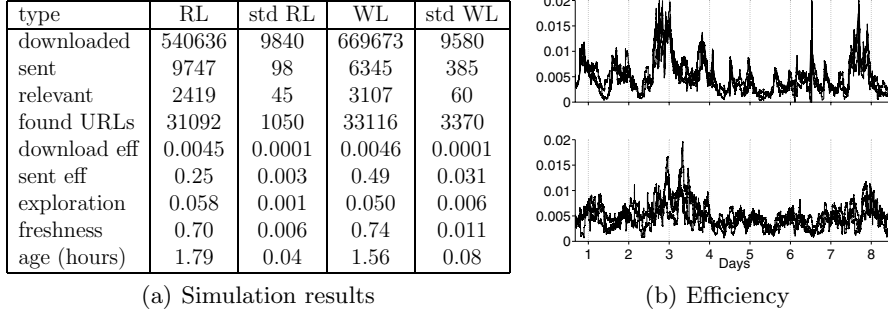 type RL std RL WL std WL
downloaded 540636 9840 669673 9580
sent 9747 98 6345 385
relevant 2419 45 3107 60
found URLs 31092 1050 33116 3370
download eff 0.0045 0.0001 0.0046 0.0001
sent eff 0.25 0.003 0.49 0.031
exploration 0.058 0.001 0.050 0.006
freshness 0.70 0.006 0.74 0.011
age (hours) 1.79 0.04 1.56 0.08
(a) Simulation results
0.02
0.015
0.01
0.005
0
0.02
0.015
0.01
0.005
0
1 2 3 4 5 6 7 8
Days
(b) Efficiency